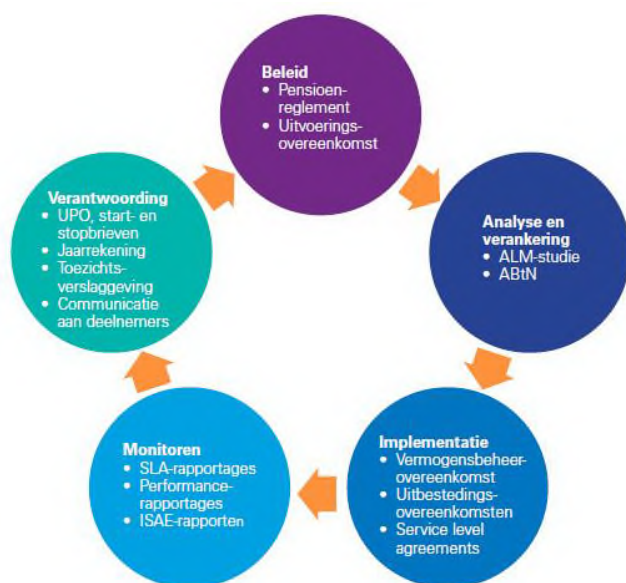 Beleid
• Pensioen-
reglement
• Uitvoerings-
overeenkomst
Analyse en
verankering
• ALM-studie
• ABtN
Implementatie
• Vermogensbeheer-
overeenkomst
• Uitbestedings-
overeenkomsten
• Service level
agreements
Monitoren
• SLA-rapportages
• Performance-
rapportages
• ISAE-rapporten
Verantwoording
• UPO, start- en
stopbrieven
• Jaarrekening
• Toezichts-
verslaggeving
• Communicatie
aan deelnemers